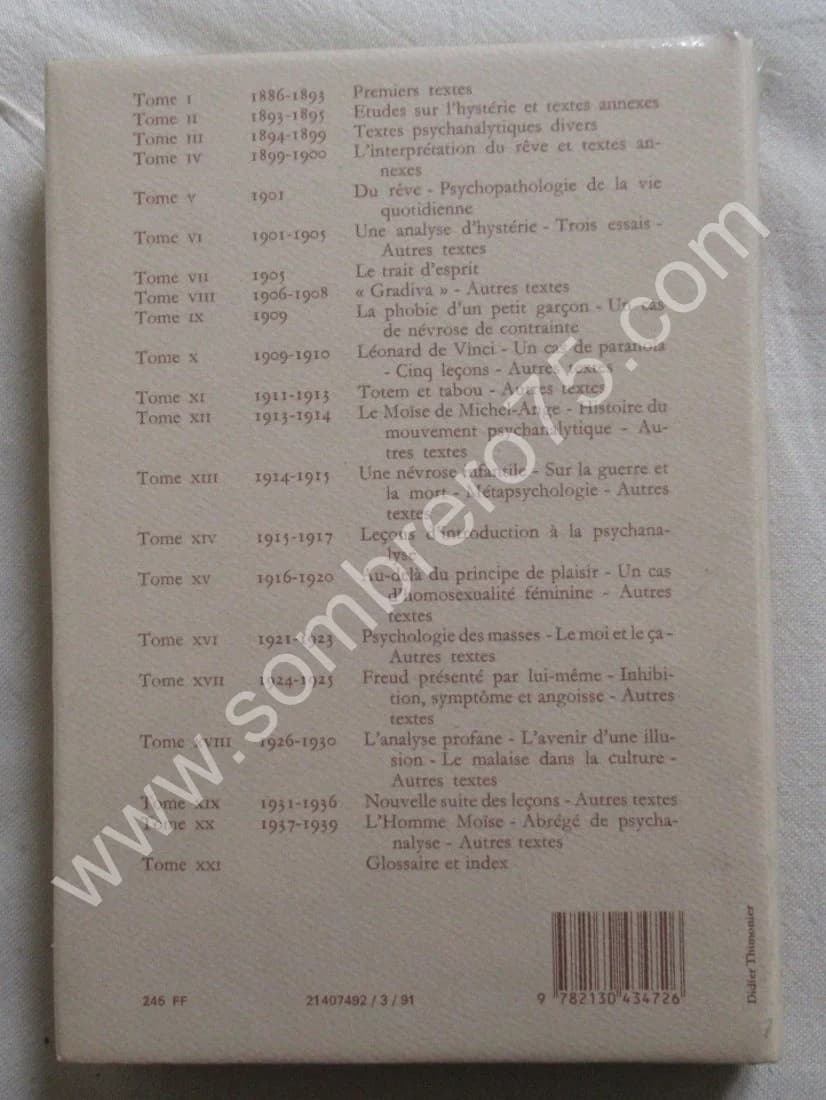 Tome I 1886-1893 Premiers textes
Tome II 1893-1895 Etudes sur l'hystérie et textes annexes
Tome III 1894-1899 Textes psychanalytiques divers
Tome IV 1899-1900 L'interprétation du rêve et textes an-
nexes
Tome V 1901 Du rêve - Psychopathologie de la vie
quotidienne
Tome VI 1901-1905 Une analyse d'hystérie - Trois essais -
Autres textes
Tome VII 1905 Le trait d'esprit
Tome VIII 1906-1908 « Gradiva » - Autres textes
Tome IX 1909 La phobie d'un petit garçon - Un cas
de névrose de contrainte
Tome X 1909-1910 Léonard de Vinci - Un cas de paranoïa
- Cinq leçons - Autres textes
Tome XI 1911-1913 Totem et tabou - Autres textes
Tome XII 1913-1914 Le Moïse de Michel-Ange - Histoire du
mouvement psychanalytique - Au-
tres textes
Tome XIII 1914-1915 Une névrose infantile - Sur la guerre et
la mort - Métapsychologie - Autres
textes
Tome XIV 1915-1917 Leçons d'introduction à la psychana-
lyse
Tome XV 1916-1920 Au-delà du principe de plaisir - Un cas
d'homosexualité féminine - Autres
textes
Tome XVI 1921-1923 Psychologie des masses - Le moi et le ça -
Autres textes
Tome XVII 1924-1925 Freud présenté par lui-même - Inhibi-
tion, symptôme et angoisse - Autres
textes
Tome XVIII 1926-1930 L'analyse profane - L'avenir d'une illu-
sion - Le malaise dans la culture -
Autres textes
Tome XIX 1931-1936 Nouvelle suite des leçons - Autres textes
Tome XX 1937-1939 L'Homme Moïse - Abrégé de psycha-
nalyse - Autres textes
Tome XXI Glossaire et index
246 FF 21407492 / 3 / 91 9 782130 434726
Didier Thimonier
www.sombrero75.com